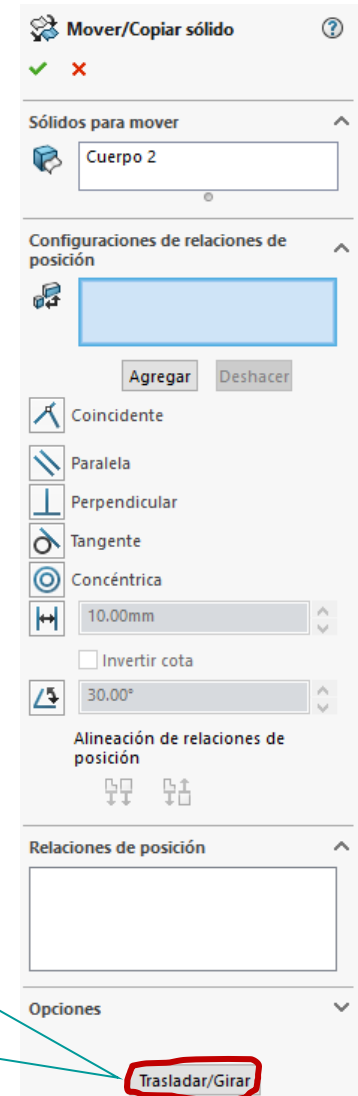 Mover/Copiar sólido
Sólidos para mover
Cuerpo 2
Configuraciones de relaciones de
posición
Agregar Deshacer
Coincidente
Paralela
Perpendicular
Tangente
Concéntrica
10.00mm
Invertir cota
30.00°
Alineación de relaciones de
posición
Relaciones de posición
Opciones
Trasladar/Girar